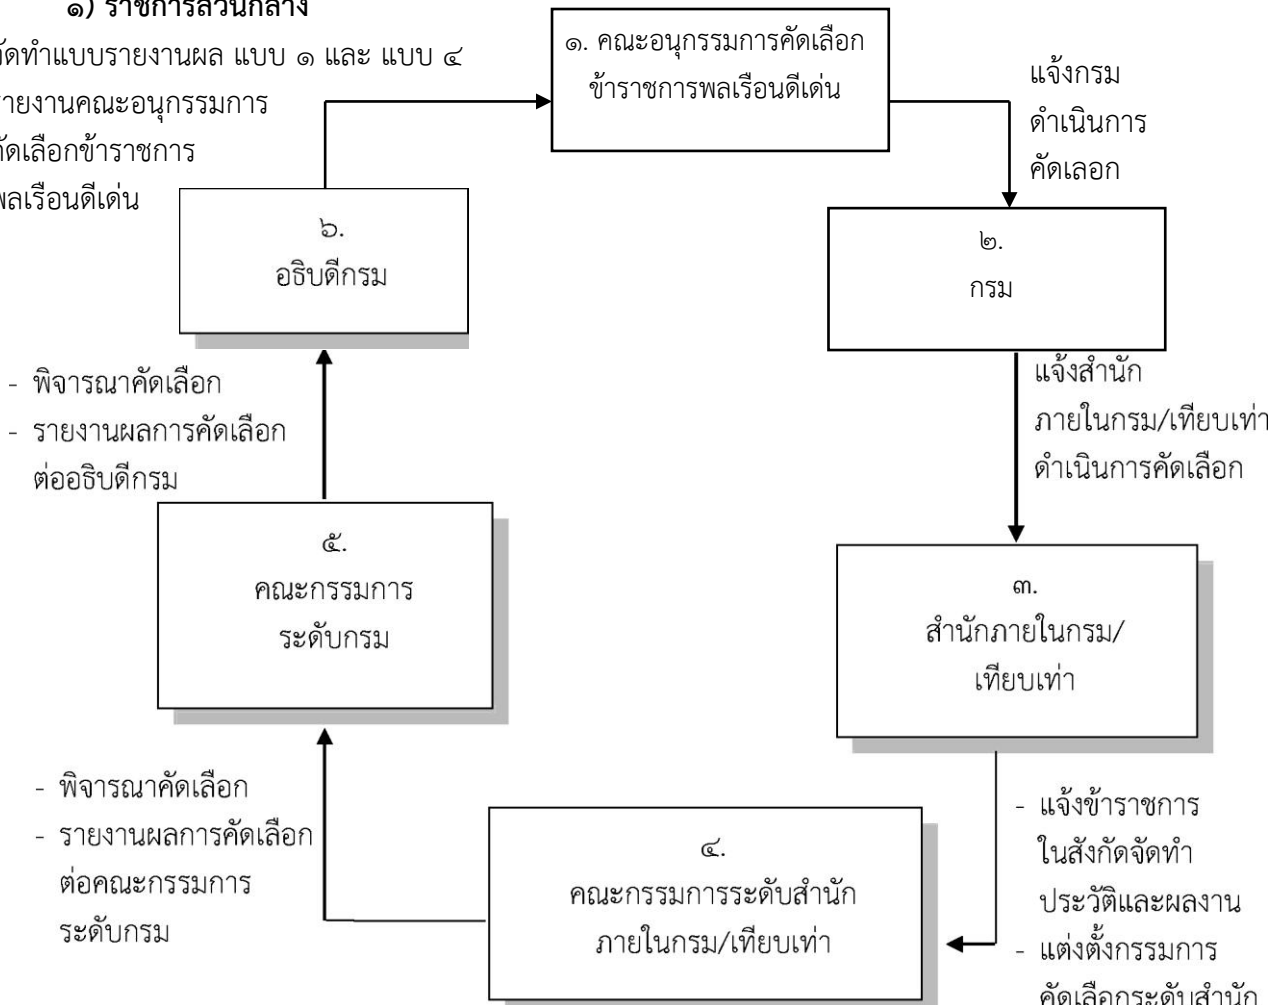 ๑) ราชการส่วนกลาง
จัดทำแบบรายงานผล แบบ ๑ และ แบบ ๔
รายงานคณะอนุกรรมการ
คัดเลือกข้าราชการ
พลเรือนดีเด่น
๑. คณะอนุกรรมการคัดเลือก
ข้าราชการพลเรือนดีเด่น
แจ้งกรม
ดำเนินการ
คัดเลอก
๒.
กรม
แจ้งสำนัก
ภายในกรม/เทียบเท่า
ดำเนินการคัดเลือก
๓.
สำนักภายในกรม/
เทียบเท่า
- แจ้งข้าราชการ
ในสังกัดจัดทำ
ประวัติและผลงาน
- แต่งตั้งกรรมการ
คัดเลือกระดับสำนัก
๔.
คณะกรรมการระดับสำนัก
ภายในกรม/เทียบเท่า
- พิจารณาคัดเลือก
- รายงานผลการคัดเลือก
ต่อคณะกรรมการ
ระดับกรม
๕.
คณะกรรมการ
ระดับกรม
- พิจารณาคัดเลือก
- รายงานผลการคัดเลือก
ต่ออธิบดีกรม
๖.
อธิบดีกรม